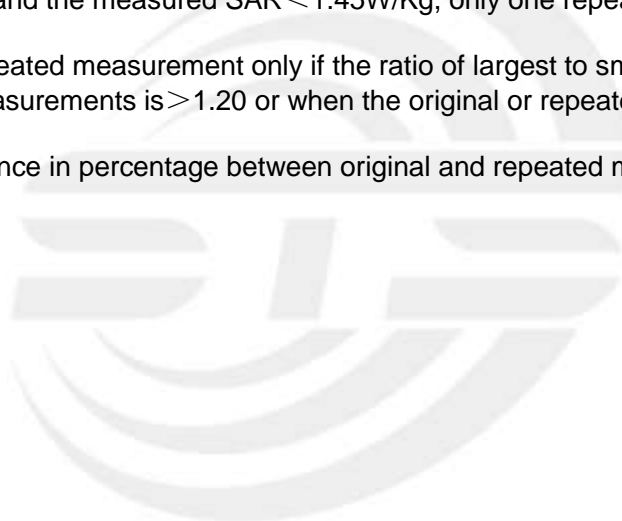 and the measured SAR＜1.45W/Kg, only one repea
eated measurement only if the ratio of largest to sm
asurements is＞1.20 or when the original or repeate
nce in percentage between original and repeated m
STS